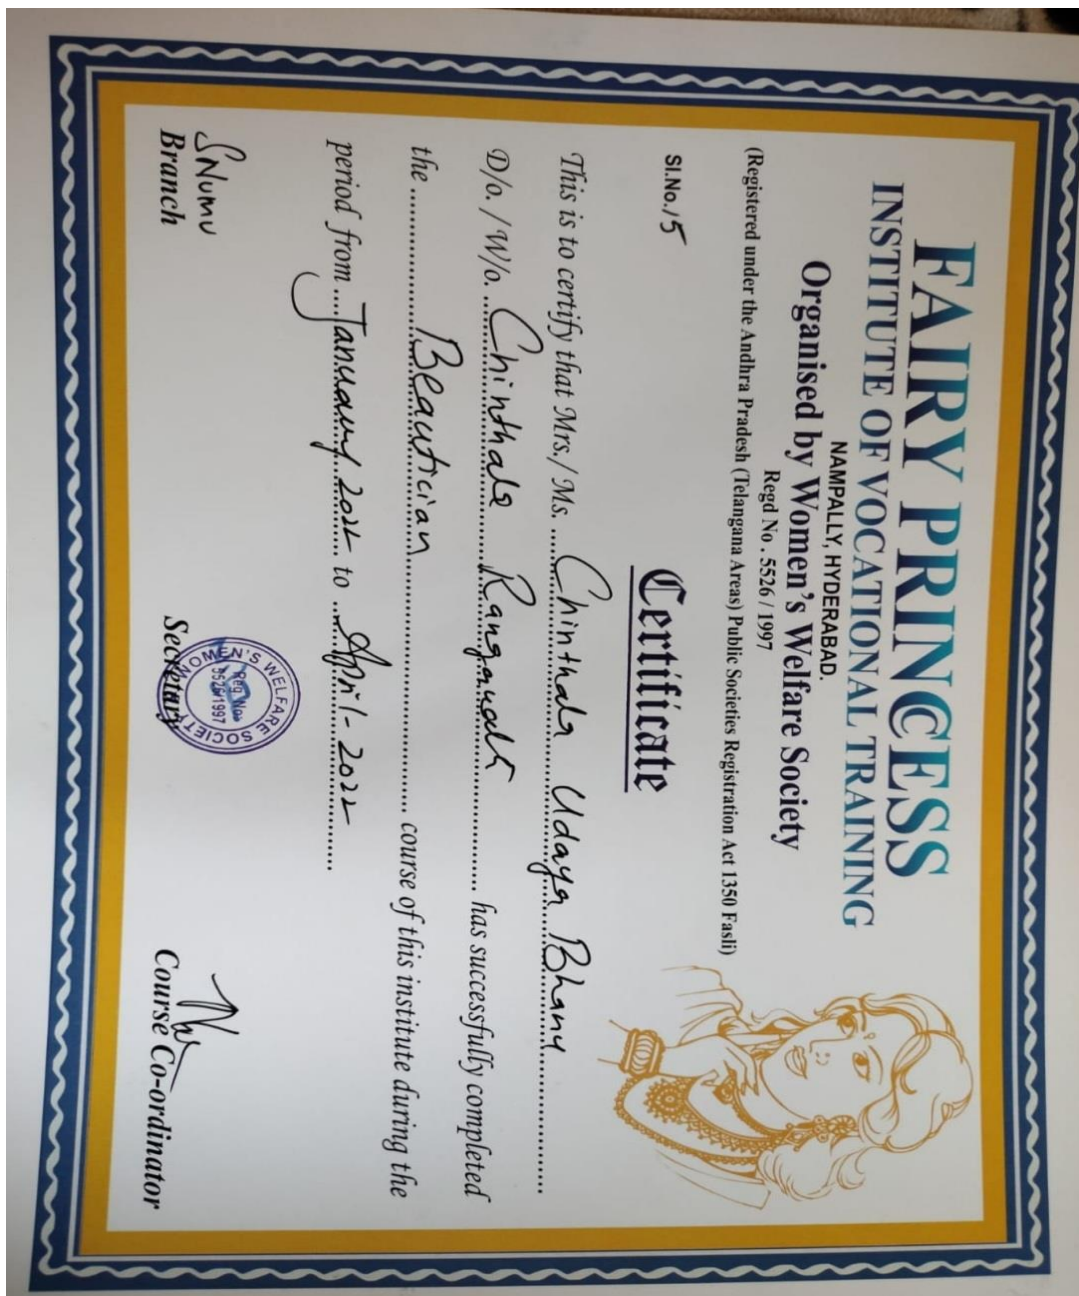 FAIRY PRINCESS
INSTITUTE OF VOCATIONAL TRAINING
NAMPALLY, HYDERABAD.
Organised by Women's Welfare Society
Regd No . 5526 / 1997
(Registered under the Andhra Pradesh (Telangana Areas) Public Societies Registration Act 1350 Fasli)
Sl.No.15
Certificate
This is to certify that Mrs./ Ms. Chinthala Udaya Bhanu
D/o. / W/o. Chinthala Ranganath has successfully completed
the Beautician course of this institute during the
period from January 2022 to April - 2022
WOMEN'S WELFARE SOCIETY
Reg No.
5526/1997
Branch Secretary Course Co-ordinator